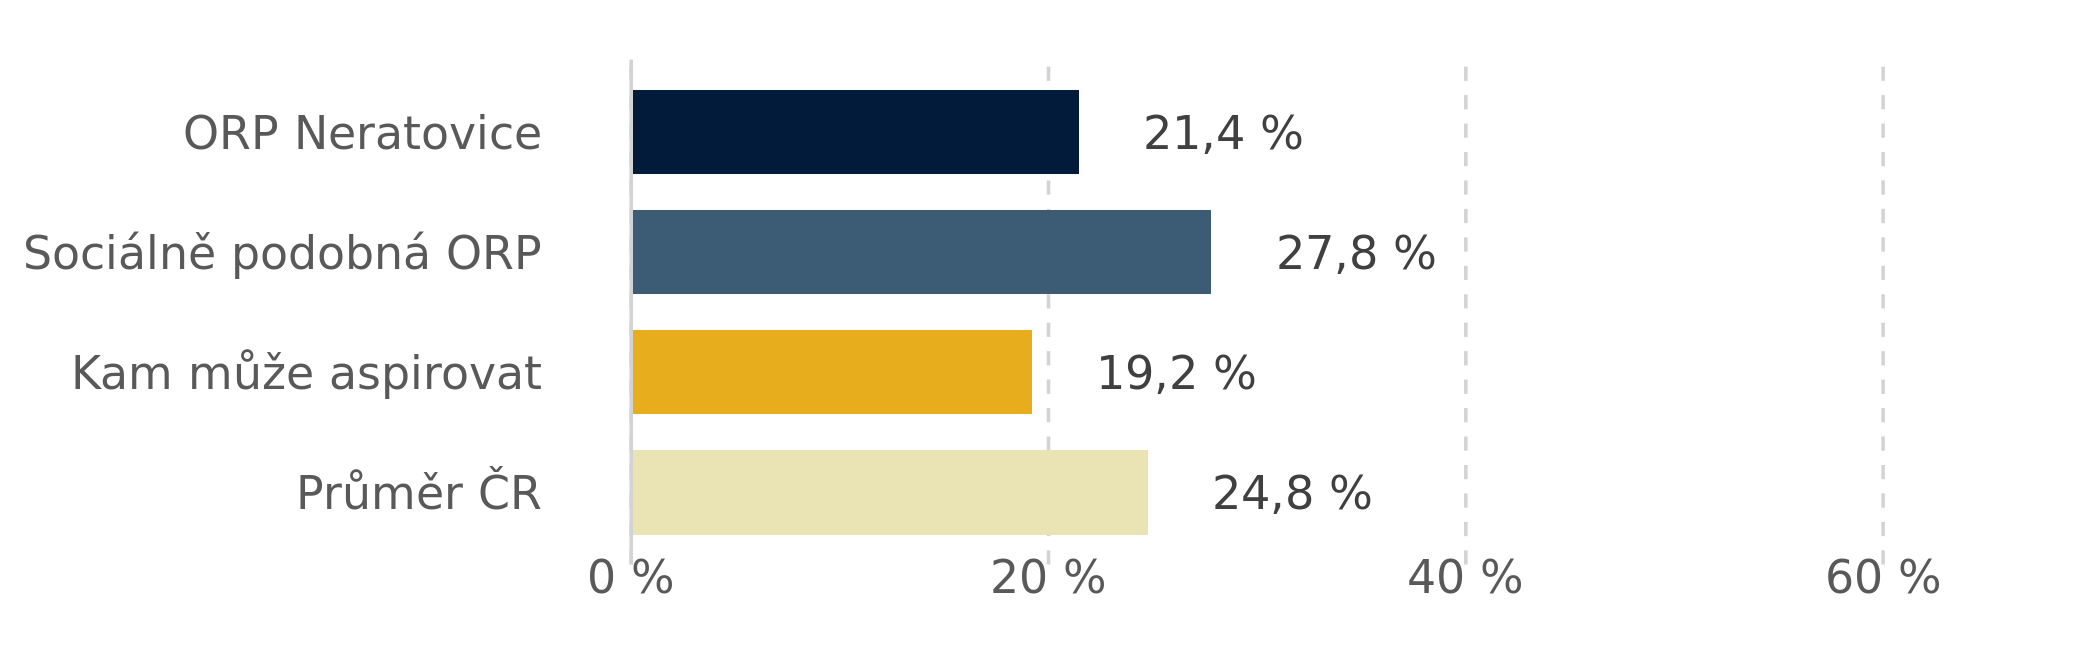 ORP Neratovice 21,4 %
Sociálně podobná ORP 27,8 %
Kam může aspirovat 19,2 %
Průměr ČR 24,8 %
0 % 20 % 40 % 60 %